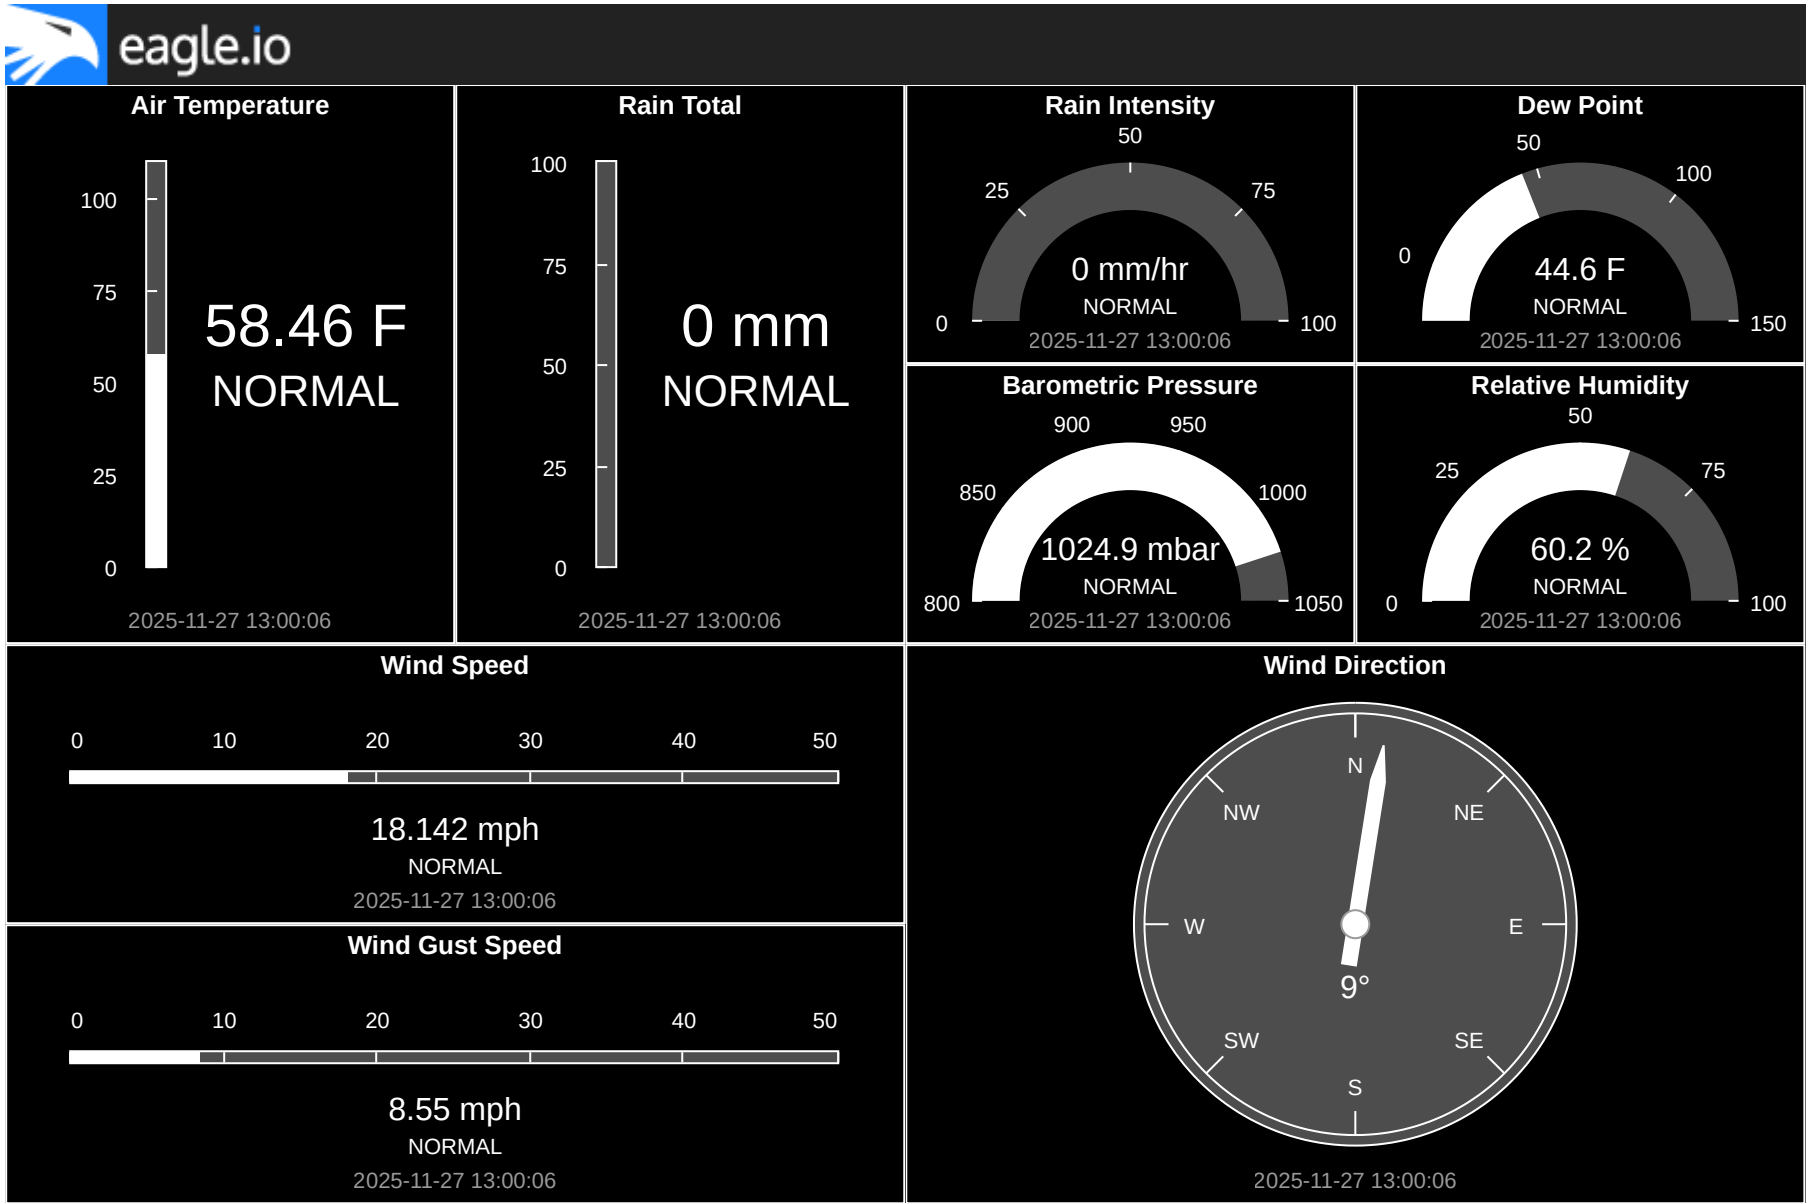 eagle.io
Air Temperature
100
75
50
25
0
58.46 F
NORMAL
2025-11-27 13:00:06
Rain Total
100
75
50
25
0
0 mm
NORMAL
2025-11-27 13:00:06
Rain Intensity
0
25
50
75
100
0 mm/hr
NORMAL
2025-11-27 13:00:06
Dew Point
0
50
100
150
44.6 F
NORMAL
2025-11-27 13:00:06
Barometric Pressure
800
850
900
950
1000
1050
1024.9 mbar
NORMAL
2025-11-27 13:00:06
Relative Humidity
0
25
50
75
100
60.2 %
NORMAL
2025-11-27 13:00:06
Wind Speed
0 10 20 30 40 50
18.142 mph
NORMAL
2025-11-27 13:00:06
Wind Gust Speed
0 10 20 30 40 50
8.55 mph
NORMAL
2025-11-27 13:00:06
Wind Direction
N
NW NE
W E
9°
SW SE
S
2025-11-27 13:00:06